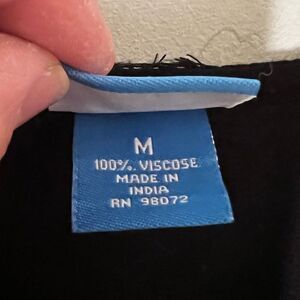 M
100% VISCOSE
MADE IN
INDIA
RN 98072